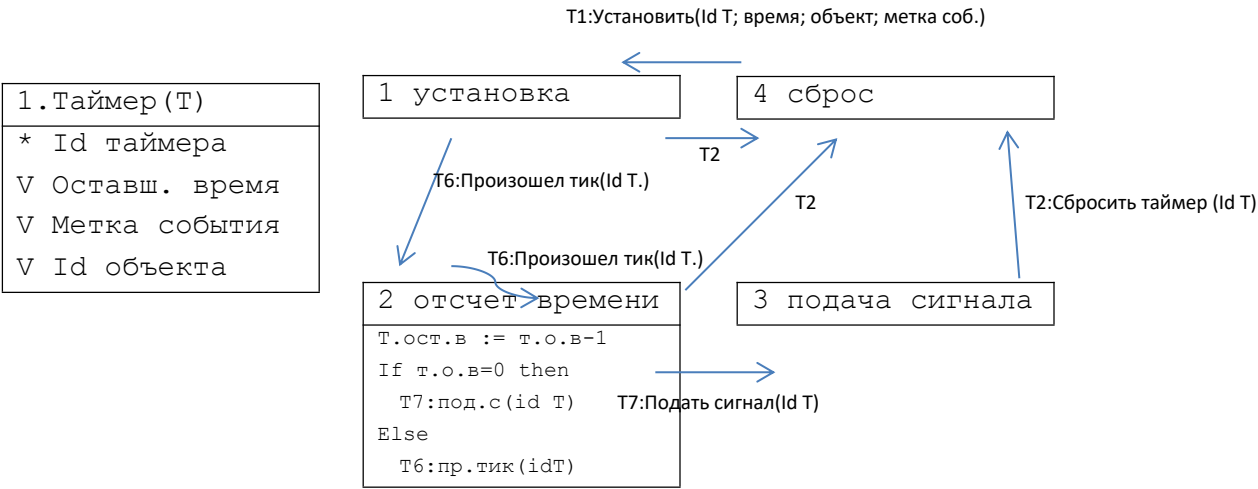 T1:Установить(Id T; время; объект; метка соб.)
1.Таймер(Т)
* Id таймера
V Оставш. время
V Метка события
V Id объекта
1 установка
4 сброс
T2
T6:Произошел тик(Id T.)
T2
T2:Сбросить таймер (Id T)
T6:Произошел тик(Id T.)
2 отсчет времени
Т.ост.в := т.о.в-1
If т.о.в=0 then
T7:под.с(id T)
Else
T6:пр.тик(idT)
3 подача сигнала
T7:Подать сигнал(Id T)